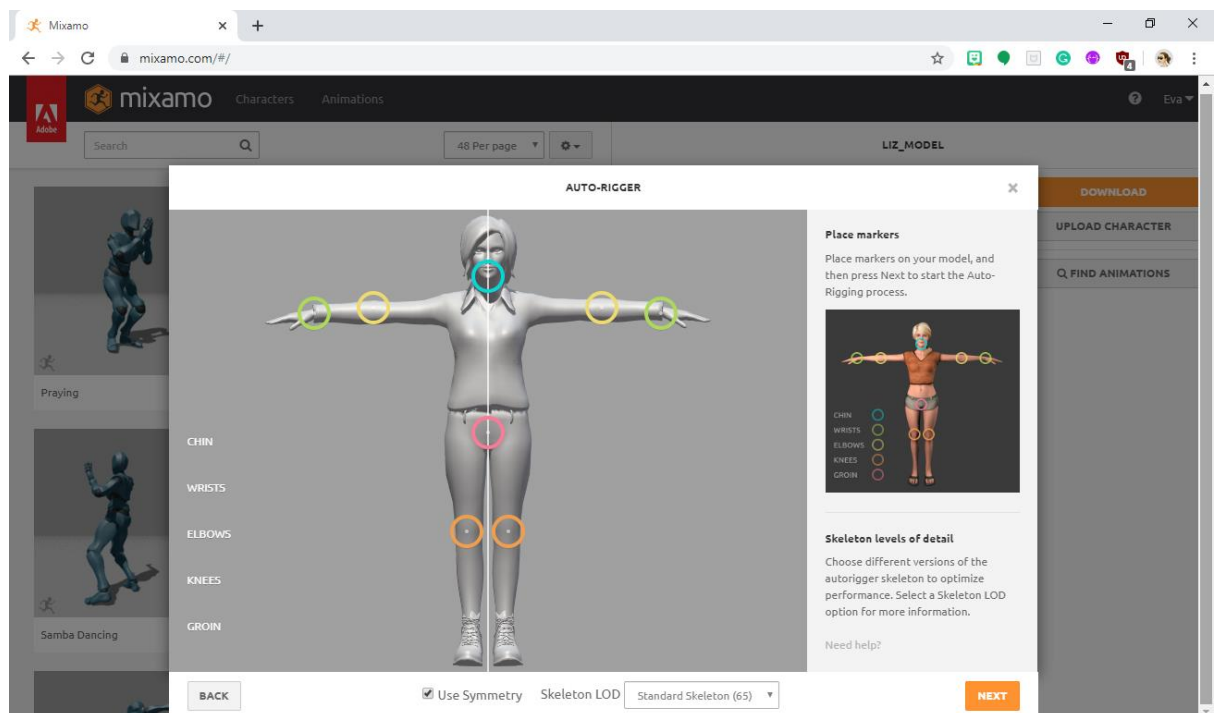 Mixamo
mixamo.com/#/
4
Adobe
mixamo Characters Animations Eva
Search 48 Per page LIZ_MODEL
AUTO-RIGGER
DOWNLOAD
UPLOAD CHARACTER
FIND ANIMATIONS
Praying
Samba Dancing
CHIN
WRISTS
ELBOWS
KNEES
GROIN
Place markers
Place markers on your model, and
then press Next to start the Auto-
Rigging process.
CHIN
WRISTS
ELBOWS
KNEES
GROIN
Skeleton levels of detail
Choose different versions of the
autorigger skeleton to optimize
performance. Select a Skeleton LOD
option for more information.
Need help?
BACK Use Symmetry Skeleton LOD Standard Skeleton (65) NEXT